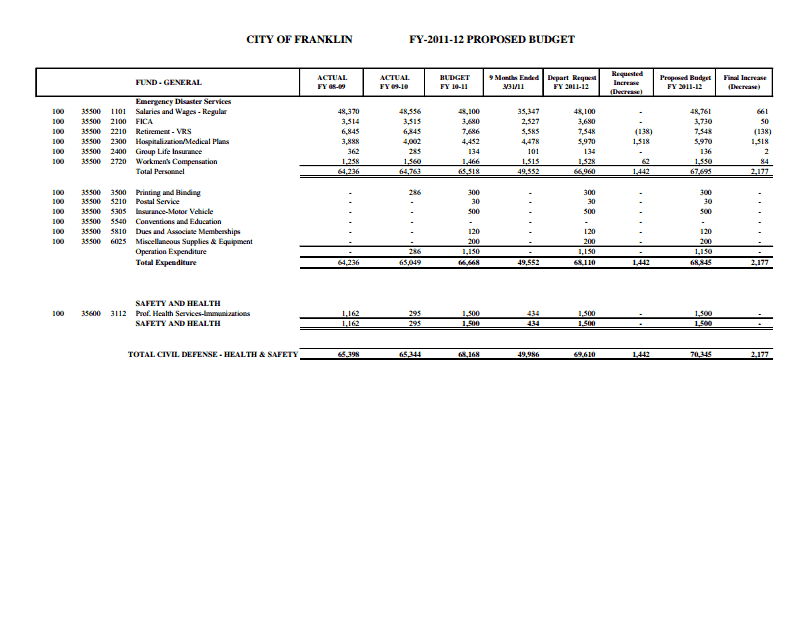 CITY OF FRANKLIN FY-2011-12 PROPOSED BUDGET
FUND - GENERAL ACTUAL FY 08-09 ACTUAL FY 09-10 BUDGET FY 10-11 9 Months Ended 3/31/11 Depart Request FY 2011-12 Requested Increase (Decrease) Proposed Budget FY 2011-12 Final Increase (Decrease)
Emergency Disaster Services
100 35500 1101 Salaries and Wages - Regular 48,370 48,556 48,100 35,347 48,100 - 48,761 661
100 35500 2100 FICA 3,514 3,515 3,680 2,527 3,680 - 3,730 50
100 35500 2210 Retirement - VRS 6,845 6,845 7,686 5,585 7,548 (138) 7,548 (138)
100 35500 2300 Hospitalization/Medical Plans 3,888 4,002 4,452 4,478 5,970 1,518 5,970 1,518
100 35500 2400 Group Life Insurance 362 285 134 101 134 - 136 2
100 35500 2720 Workmen's Compensation 1,258 1,560 1,466 1,515 1,528 62 1,550 84
Total Personnel 64,236 64,763 65,518 49,552 66,960 1,442 67,695 2,177
100 35500 3500 Printing and Binding - 286 300 - 300 - 300 -
100 35500 5210 Postal Service - - 30 - 30 - 30 -
100 35500 5305 Insurance-Motor Vehicle - - 500 - 500 - 500 -
100 35500 5540 Conventions and Education - - - - - - - -
100 35500 5810 Dues and Associate Memberships - - 120 - 120 - 120 -
100 35500 6025 Miscellaneous Supplies & Equipment - - 200 - 200 - 200 -
Operation Expenditure - 286 1,150 - 1,150 - 1,150 -
Total Expenditure 64,236 65,049 66,668 49,552 68,110 1,442 68,845 2,177
SAFETY AND HEALTH
100 35600 3112 Prof. Health Services-Immunizations 1,162 295 1,500 434 1,500 - 1,500 -
SAFETY AND HEALTH 1,162 295 1,500 434 1,500 - 1,500 -
TOTAL CIVIL DEFENSE - HEALTH & SAFETY 65,398 65,344 68,168 49,986 69,610 1,442 70,345 2,177